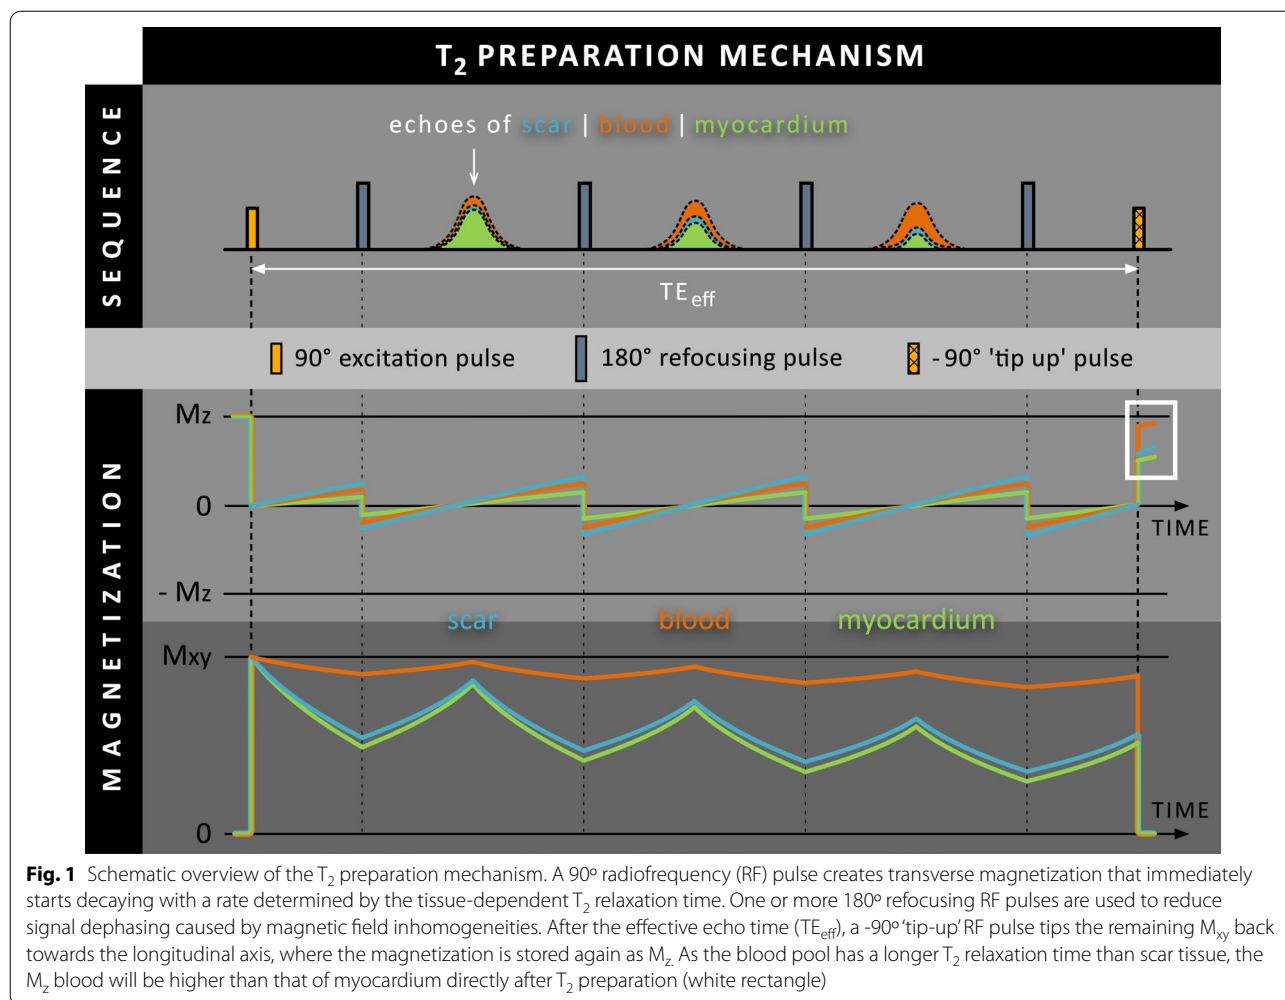 T₂ PREPARATION MECHANISM
SEQUENCE
echoes of scar | blood | myocardium
TE eff
90° excitation pulse
180° refocusing pulse
-90° 'tip up' pulse
MAGNETIZATION
Mz
0
TIME
- Mz
scar
blood
myocardium
Mxy
TIME
0
Fig. 1 Schematic overview of the T₂ preparation mechanism. A 90º radiofrequency (RF) pulse creates transverse magnetization that immediately
starts decaying with a rate determined by the tissue-dependent T₂ relaxation time. One or more 180º refocusing RF pulses are used to reduce
signal dephasing caused by magnetic field inhomogeneities. After the effective echo time (TEeff), a -90º 'tip-up' RF pulse tips the remaining Mxy back
towards the longitudinal axis, where the magnetization is stored again as Mz. As the blood pool has a longer T₂ relaxation time than scar tissue, the
Mz blood will be higher than that of myocardium directly after T₂ preparation (white rectangle)